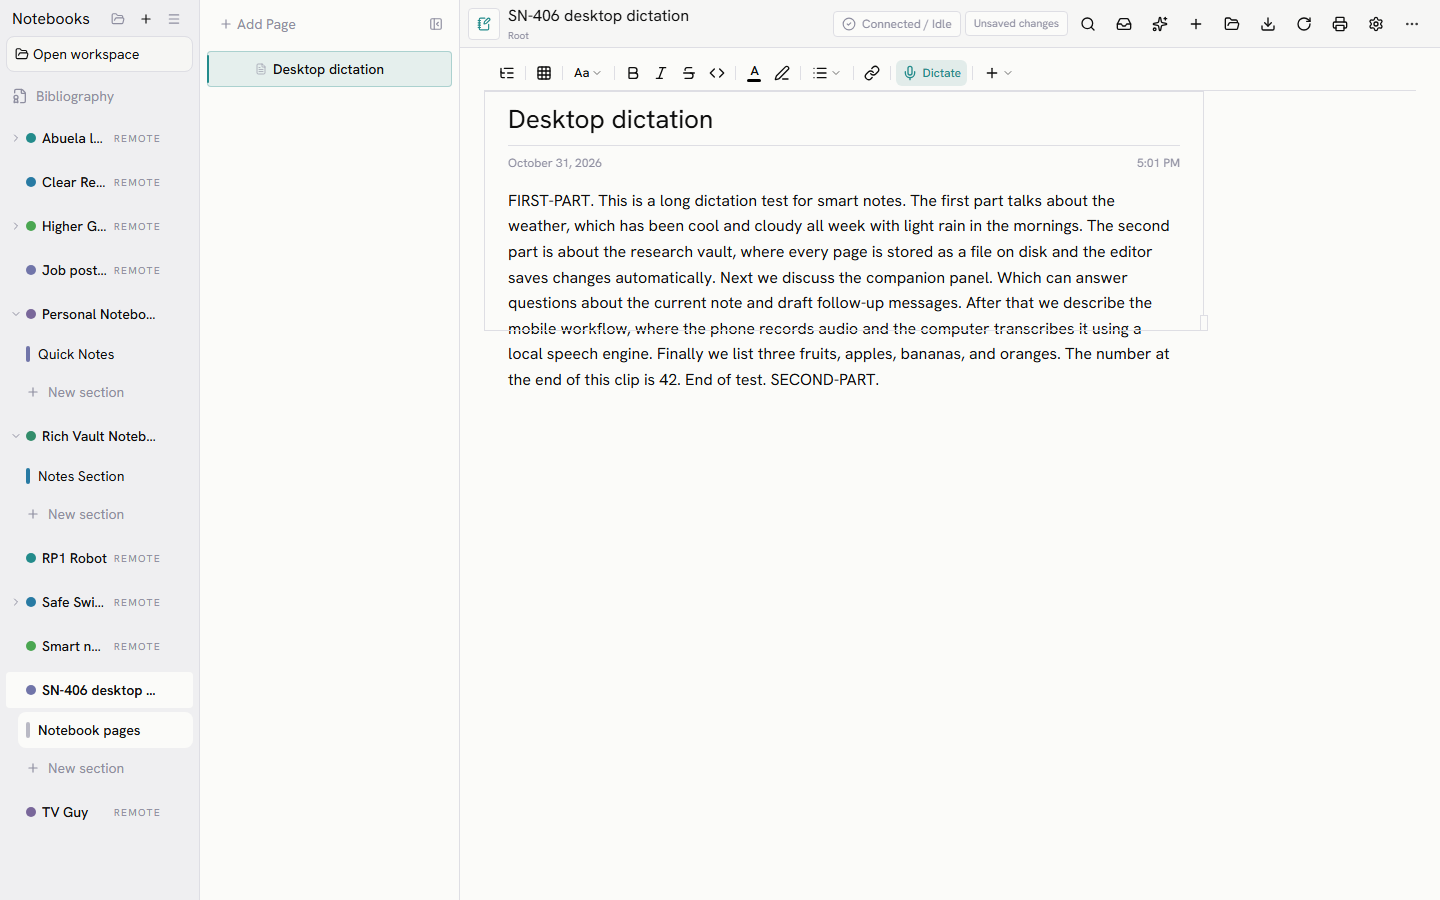 Notebooks
Open workspace
Bibliography
Abuela l... REMOTE
Clear Re... REMOTE
Higher G... REMOTE
Job post... REMOTE
Personal Notebo...
Quick Notes
New section
Rich Vault Noteb...
Notes Section
New section
RP1 Robot REMOTE
Safe Swi... REMOTE
Smart n... REMOTE
SN-406 desktop ...
Notebook pages
New section
TV Guy REMOTE
Add Page
Desktop dictation
SN-406 desktop dictation
Root
Connected / Idle
Unsaved changes
Aa B I S A Dictate
Desktop dictation
October 31, 2026 5:01 PM
FIRST-PART. This is a long dictation test for smart notes. The first part talks about the
weather, which has been cool and cloudy all week with light rain in the mornings. The second
part is about the research vault, where every page is stored as a file on disk and the editor
saves changes automatically. Next we discuss the companion panel. Which can answer
questions about the current note and draft follow-up messages. After that we describe the
mobile workflow, where the phone records audio and the computer transcribes it using a
local speech engine. Finally we list three fruits, apples, bananas, and oranges. The number at
the end of this clip is 42. End of test. SECOND-PART.